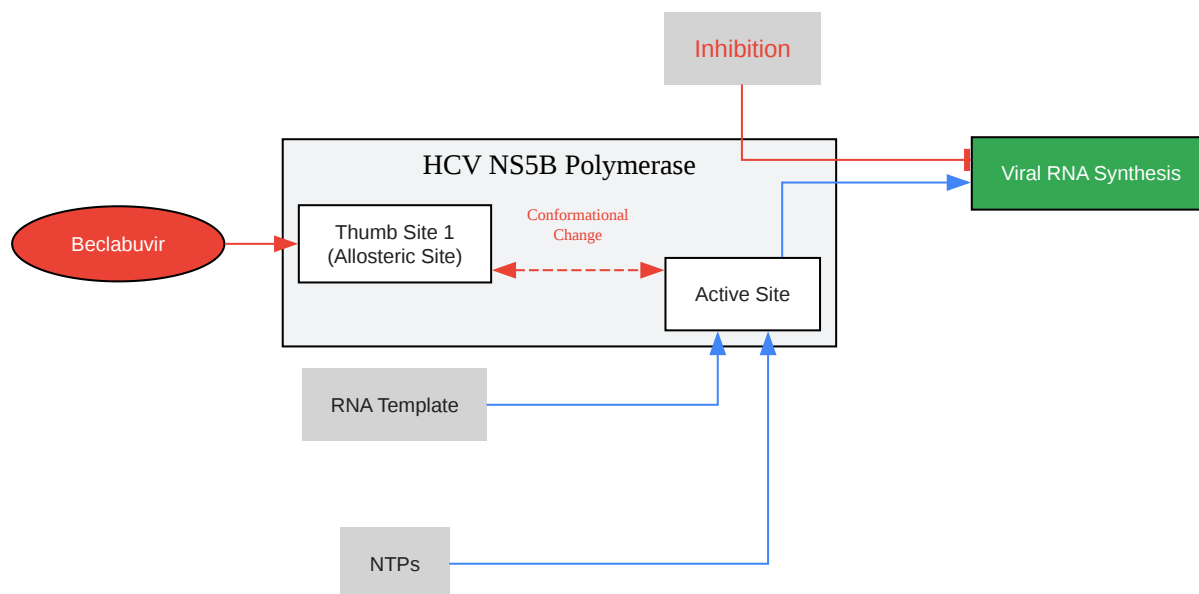 Inhibition
HCV NS5B Polymerase
Viral RNA Synthesis
Conformational
Change
Thumb Site 1
(Allosteric Site)
Beclabuvir
Active Site
RNA Template
NTPs